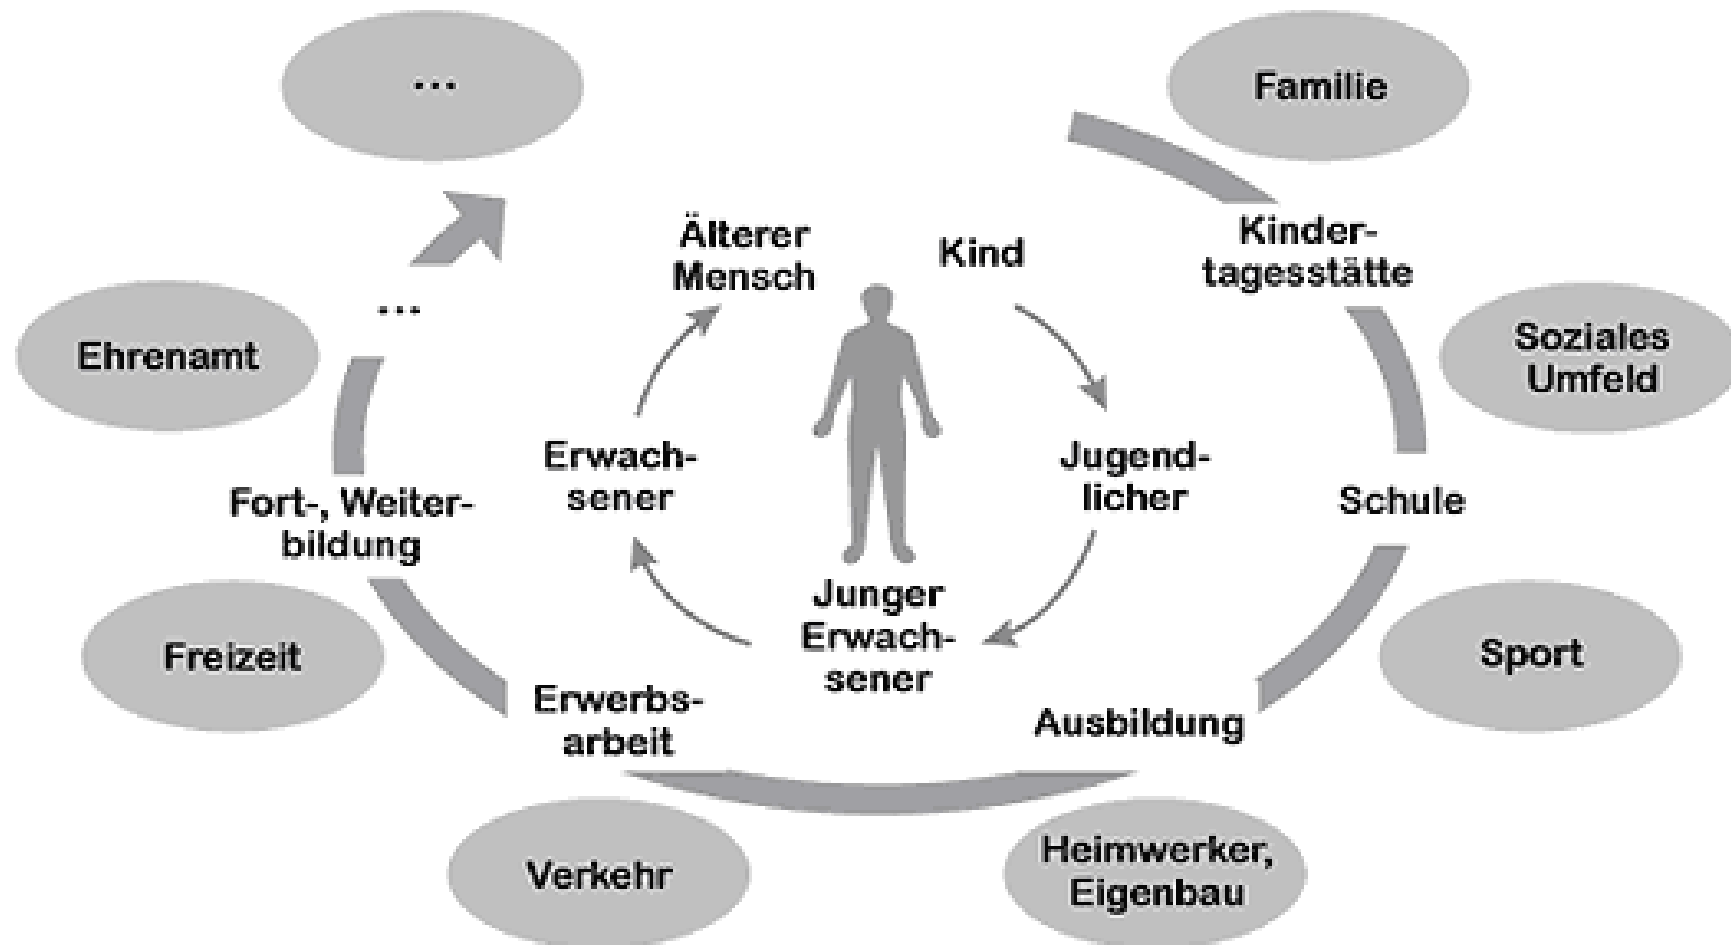 ...
Familie
Älterer
Mensch
Kind
Kinder-
tagesstätte
...
Ehrenamt
Soziales
Umfeld
Erwach-
sener
Jugend-
licher
Fort-, Weiter-
bildung
Schule
Junger
Erwach-
sener
Freizeit
Sport
Erwerbs-
arbeit
Ausbildung
Verkehr
Heimwerker,
Eigenbau